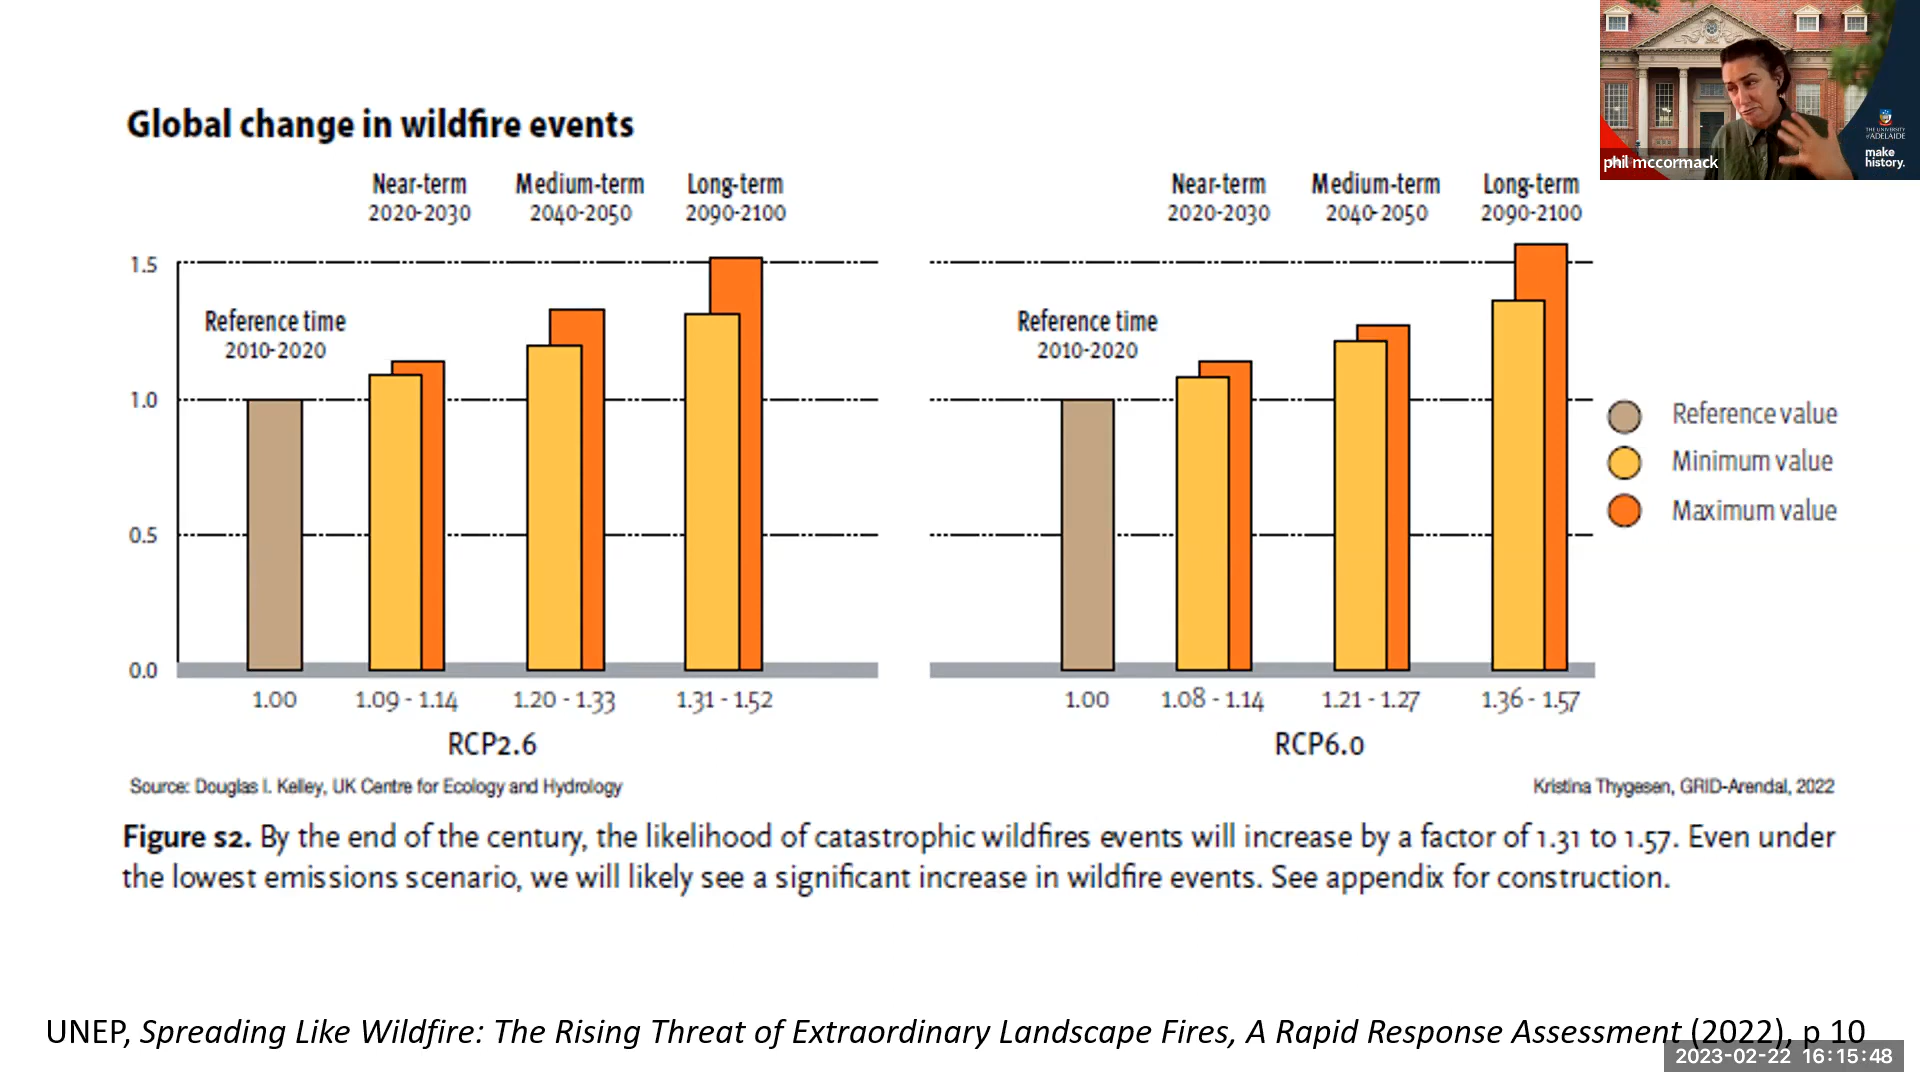 Global change in wildfire events
Near-term
2020-2030
Medium-term
2040-2050
Long-term
2090-2100
Near-term
2020-2030
Medium-term
2040-2050
Long-term
2090-2100
1.5
1.0
0.5
0.0
Reference time
2010-2020
Reference time
2010-2020
Reference value
Minimum value
Maximum value
1.00
1.09 - 1.14
1.20 - 1.33
1.31 - 1.52
1.00
1.08 - 1.14
1.21 - 1.27
1.36 - 1.57
RCP2.6
RCP6.0
Source: Douglas I. Kelley, UK Centre for Ecology and Hydrology
Kristina Thygesen, GRID-Arendal, 2022
Figure S2. By the end of the century, the likelihood of catastrophic wildfires events will increase by a factor of 1.31 to 1.57. Even under
the lowest emissions scenario, we will likely see a significant increase in wildfire events. See appendix for construction.
UNEP, Spreading Like Wildfire: The Rising Threat of Extraordinary Landscape Fires, A Rapid Response Assessment (2022), p 10
phil mccormack
THE UNIVERSITY
of ADELAIDE
make
history.
2023-02-22 16:15:48